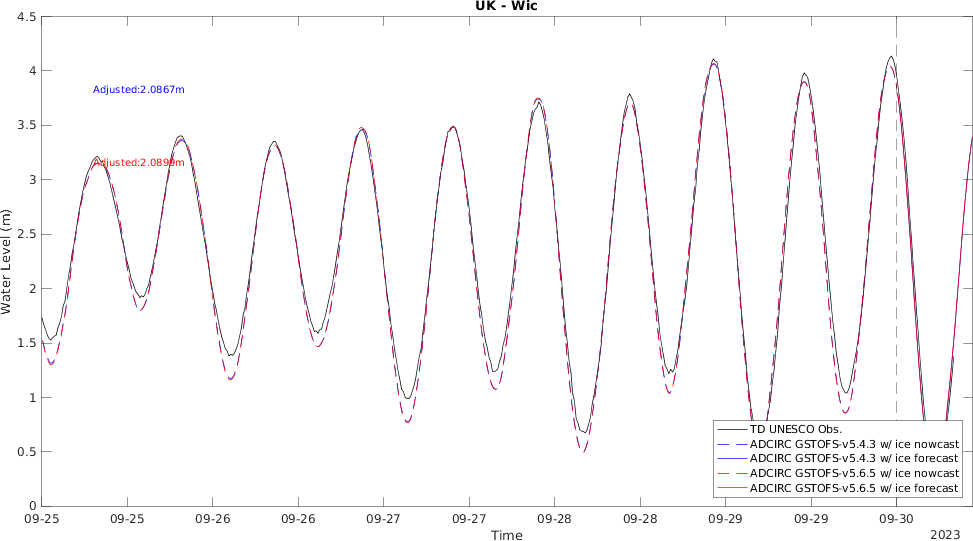 UK - Wic
4.5
4
3.5
3
2.5
2
1.5
1
0.5
0
Water Level (m)
Adjusted:2.0867m
Adjusted:2.0899m
TD UNESCO Obs.
ADCIRC GSTOFS-v5.4.3 w/ ice nowcast
ADCIRC GSTOFS-v5.4.3 w/ ice forecast
ADCIRC GSTOFS-v5.6.5 w/ ice nowcast
ADCIRC GSTOFS-v5.6.5 w/ ice forecast
09-25 09-25 09-26 09-26 09-27 09-27 09-28 09-28 09-29 09-29 09-30
Time
2023